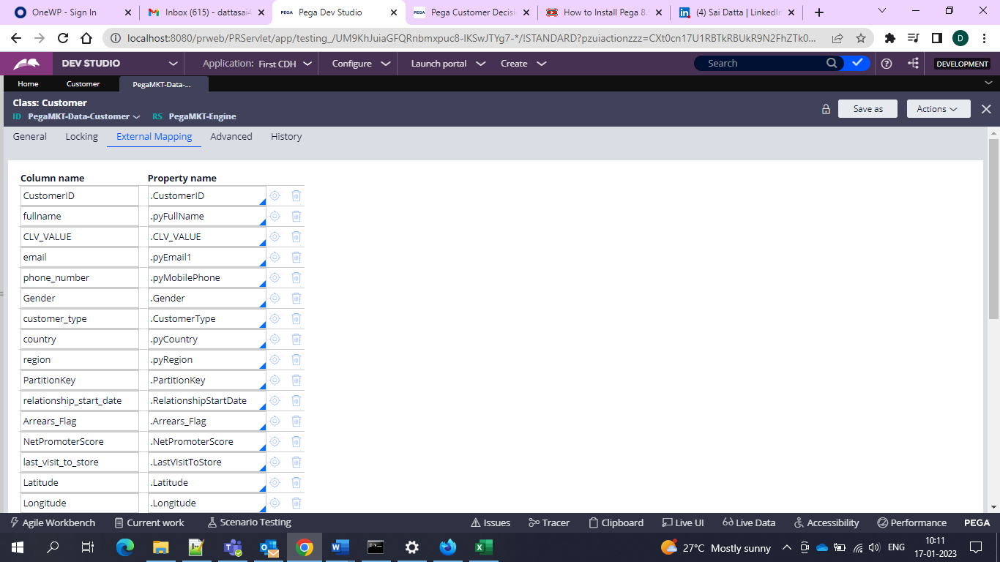 OneWP - Sign In
Inbox (615) - dattasai4
Pega Dev Studio
Pega Customer Decisi
How to Install Pega 8.
(4) Sai Datta | LinkedIn
localhost:8080/prweb/PRServlet/app/testing_/UM9KhJuiaGFQRnbmxpuc8-IKSwJTYg7-*/!STANDARD?pzuiactionzzz=CXt0cn17U1RBTkRBUkR9N2FhZTk0...
D
DEV STUDIO
Application: First CDH
Configure
Launch portal
Create
Search
DEVELOPMENT
Home
Customer
PegaMKT-Data-...
Class: Customer
ID PegaMKT-Data-Customer RS PegaMKT-Engine
Save as
Actions
General
Locking
External Mapping
Advanced
History
Column name Property name
CustomerID .CustomerID
fullname .pyFullName
CLV_VALUE .CLV_VALUE
email .pyEmail1
phone_number .pyMobilePhone
Gender .Gender
customer_type .CustomerType
country .pyCountry
region .pyRegion
PartitionKey .PartitionKey
relationship_start_date .RelationshipStartDate
Arrears_Flag .Arrears_Flag
NetPromoterScore .NetPromoterScore
last_visit_to_store .LastVisitToStore
Latitude .Latitude
Longitude .Longitude
Agile Workbench
Current work
Scenario Testing
Issues
Tracer
Clipboard
Live UI
Live Data
Accessibility
Performance
PEGA
27°C Mostly sunny
ENG
10:11
17-01-2023